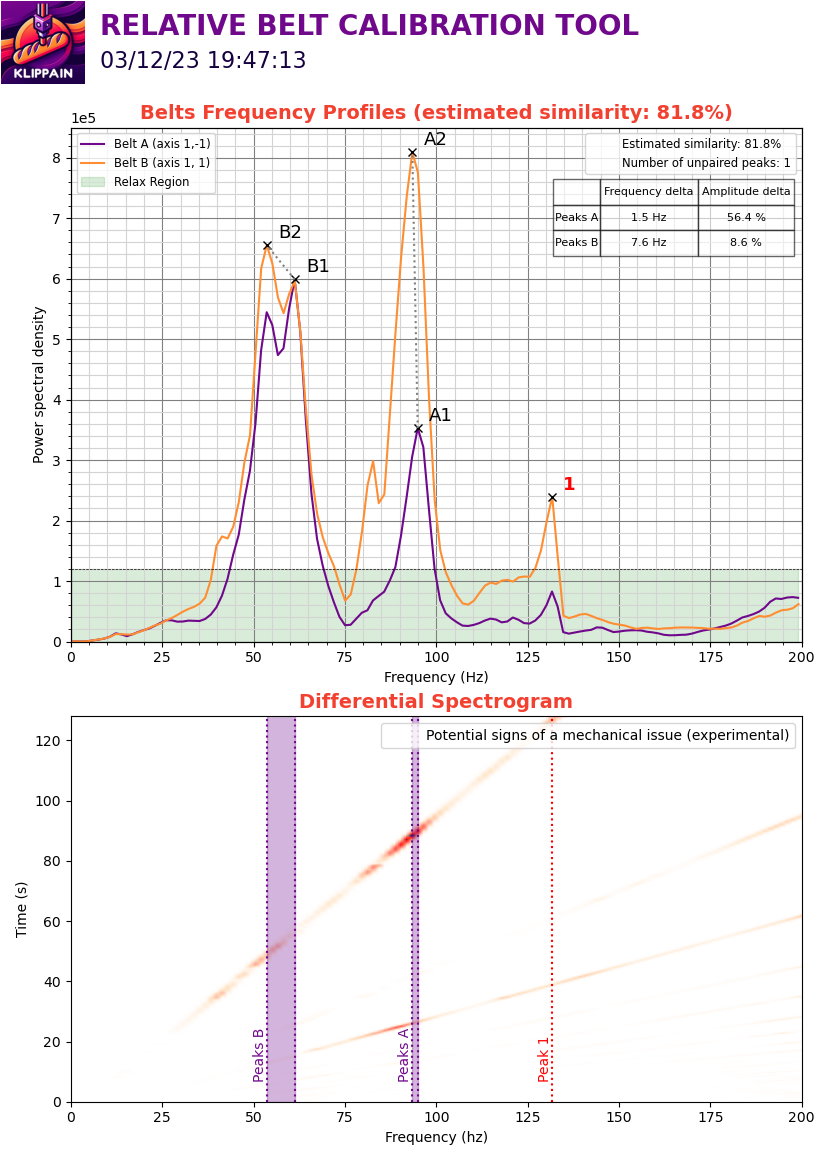 KLIPPAIN
RELATIVE BELT CALIBRATION TOOL
03/12/23 19:47:13
Belts Frequency Profiles (estimated similarity: 81.8%)
1e5
Belt A (axis 1,-1)
Belt B (axis 1, 1)
Relax Region
Estimated similarity: 81.8%
Number of unpaired peaks: 1
Frequency delta Amplitude delta
Peaks A 1.5 Hz 56.4 %
Peaks B 7.6 Hz 8.6 %
A2
B2
B1
A1
1
8
7
6
5
4
3
2
1
0
Power spectral density
0 25 50 75 100 125 150 175 200
Frequency (Hz)
Differential Spectrogram
Potential signs of a mechanical issue (experimental)
120
100
80
60
40
20
0
Time (s)
Peaks B
Peaks A
Peak 1
0 25 50 75 100 125 150 175 200
Frequency (hz)